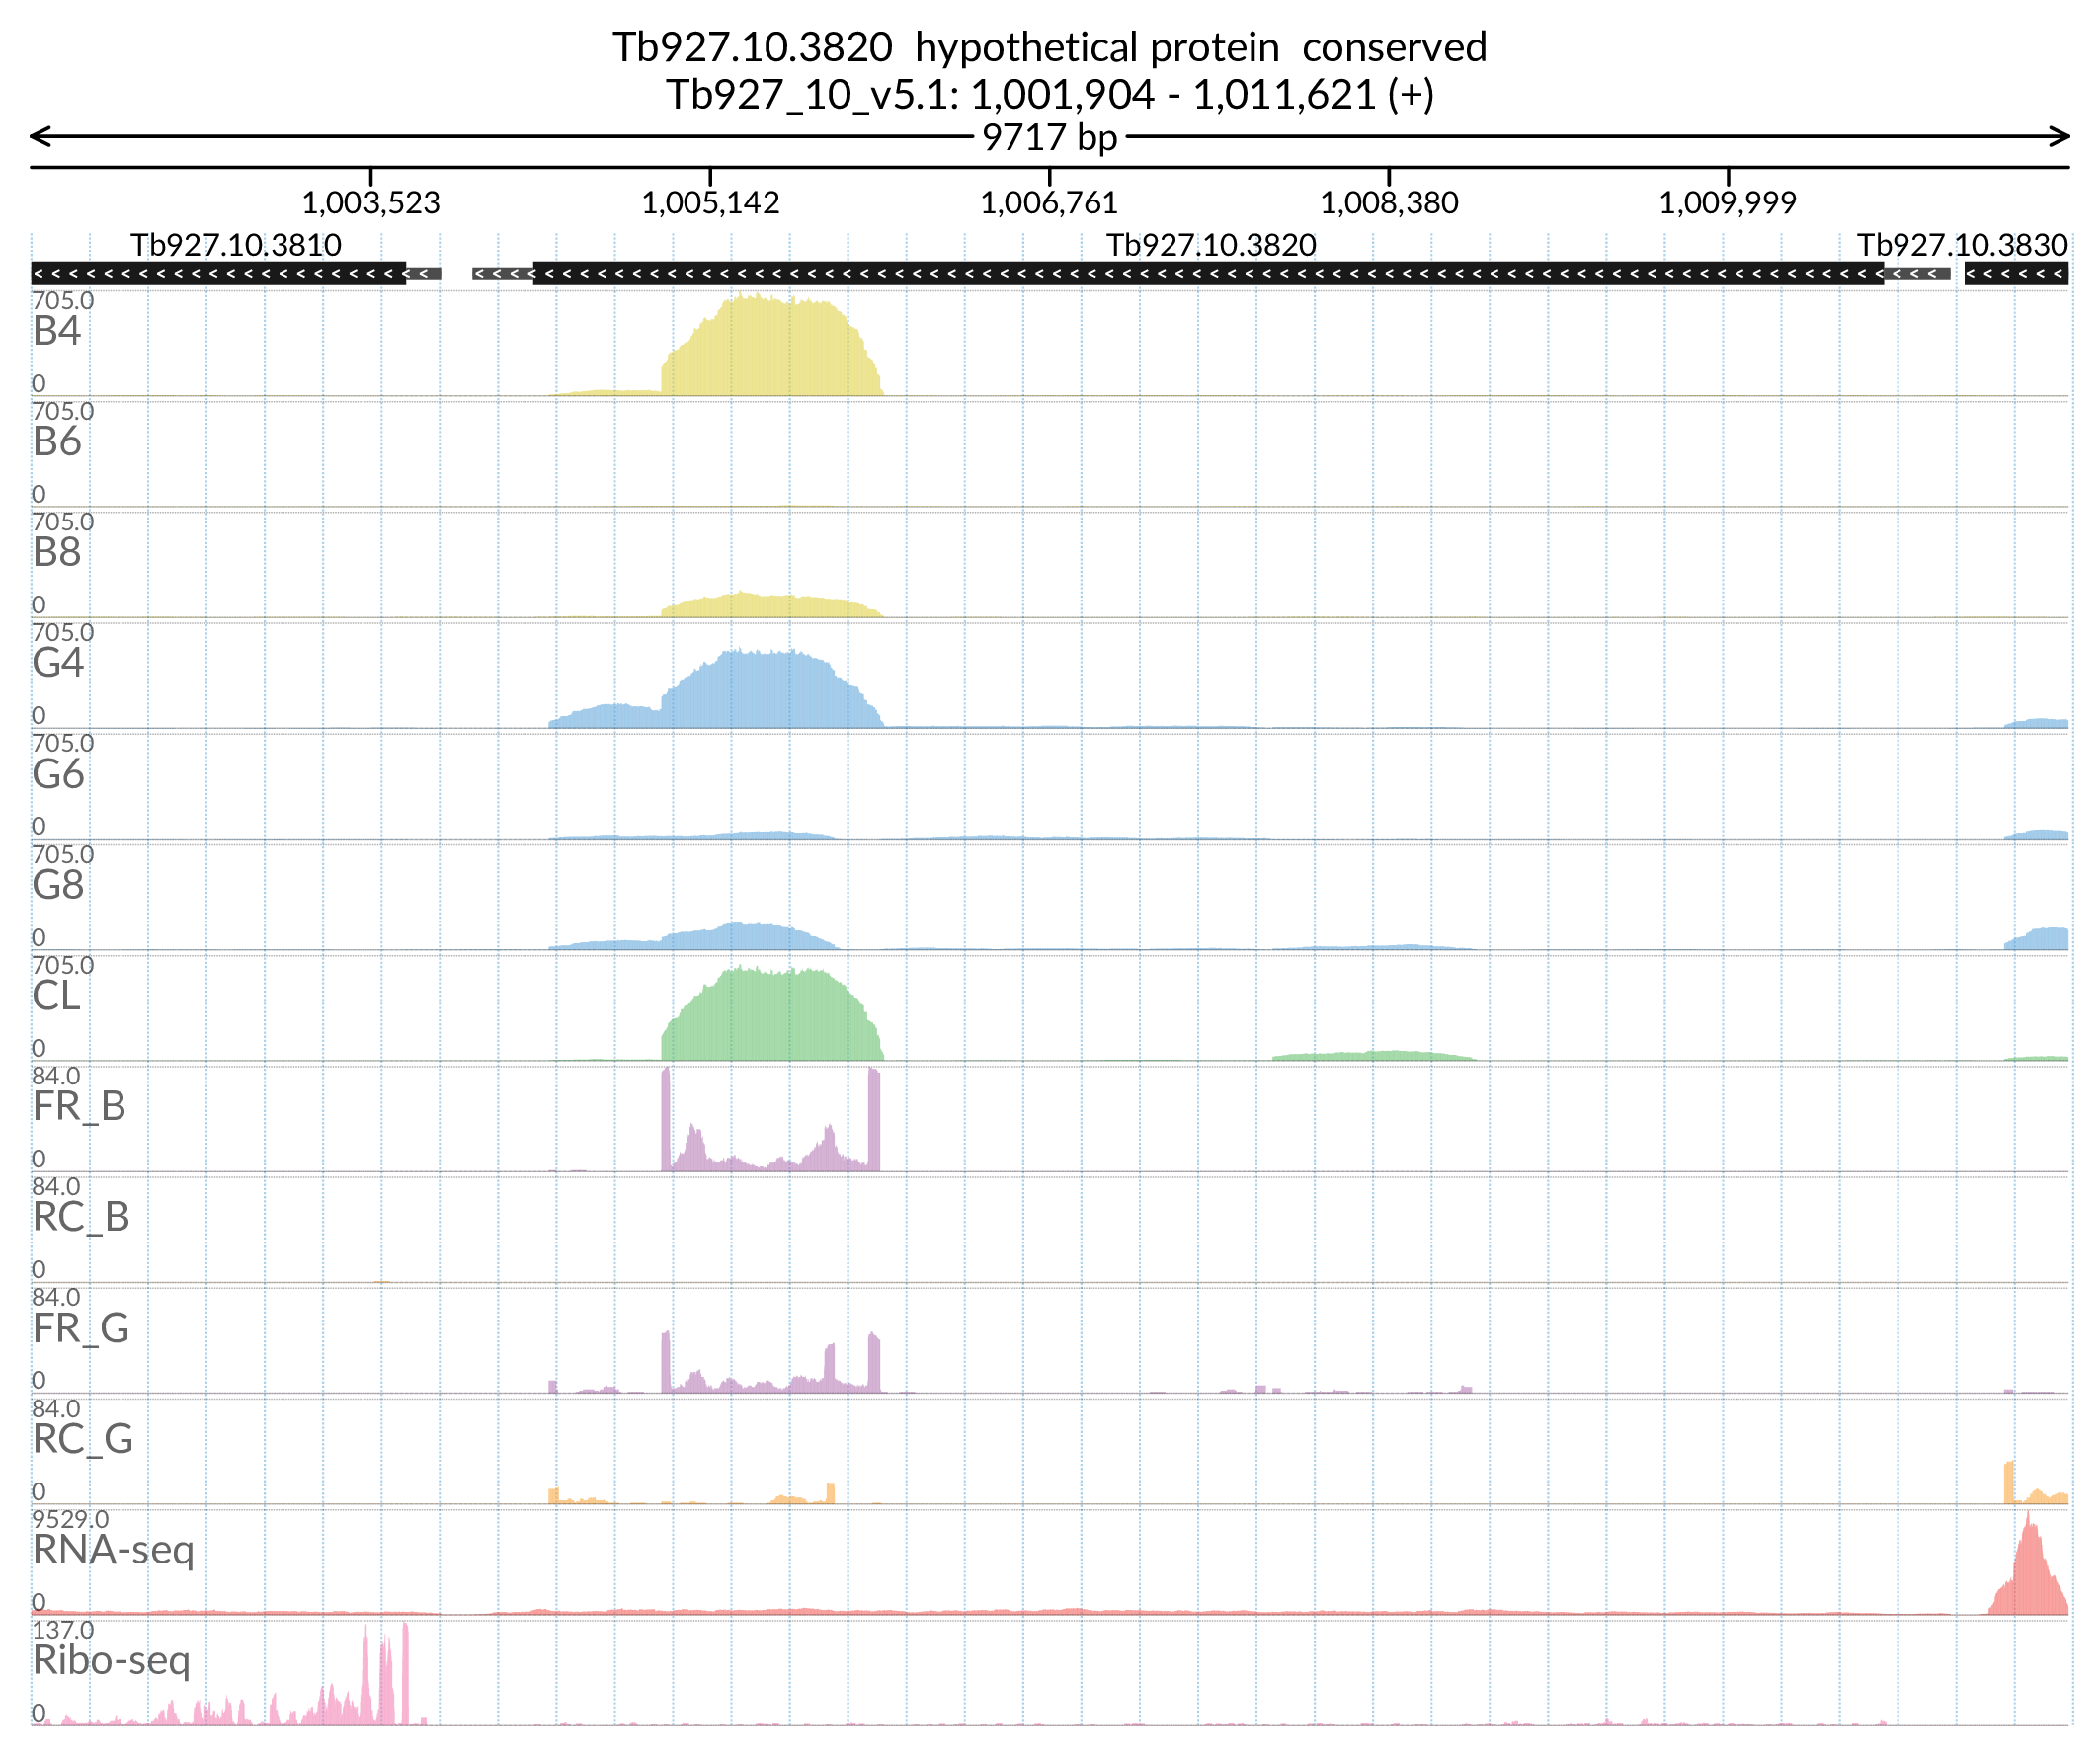 Tb927.10.3820  hypothetical protein  conserved
Tb927_10_v5.1: 1,001,904 - 1,011,621 (+)
9717 bp
1,003,523 1,005,142 1,006,761 1,008,380 1,009,999
Tb927.10.3810 Tb927.10.3820 Tb927.10.3830
705.0
B4
0
705.0
B6
0
705.0
B8
0
705.0
G4
0
705.0
G6
0
705.0
G8
0
705.0
CL
0
84.0
FR_B
0
84.0
RC_B
0
84.0
FR_G
0
84.0
RC_G
0
9529.0
RNA-seq
0
137.0
Ribo-seq
0